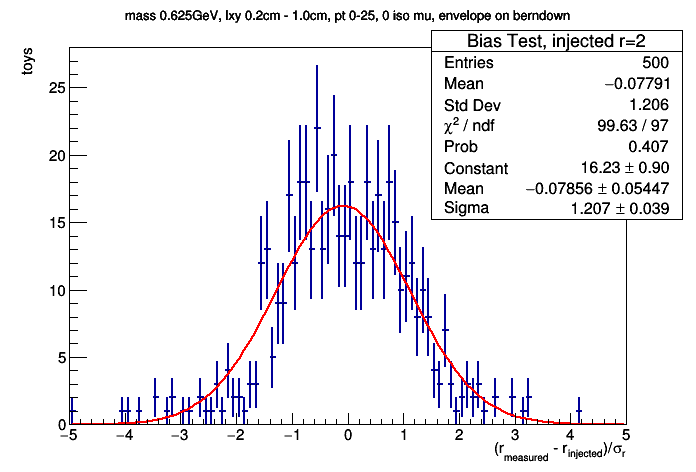 mass 0.625GeV, lxy 0.2cm - 1.0cm, pt 0-25, 0 iso mu, envelope on berndown
Bias Test, injected r=2
Entries 500
Mean −0.07791
Std Dev 1.206
χ² / ndf 99.63 / 97
Prob 0.407
Constant 16.23 ± 0.90
Mean −0.07856 ± 0.05447
Sigma 1.207 ± 0.039
toys
25
20
15
10
5
0
−5 −4 −3 −2 −1 0 1 2 3 4 5
(r_measured - r_injected)/σ_r